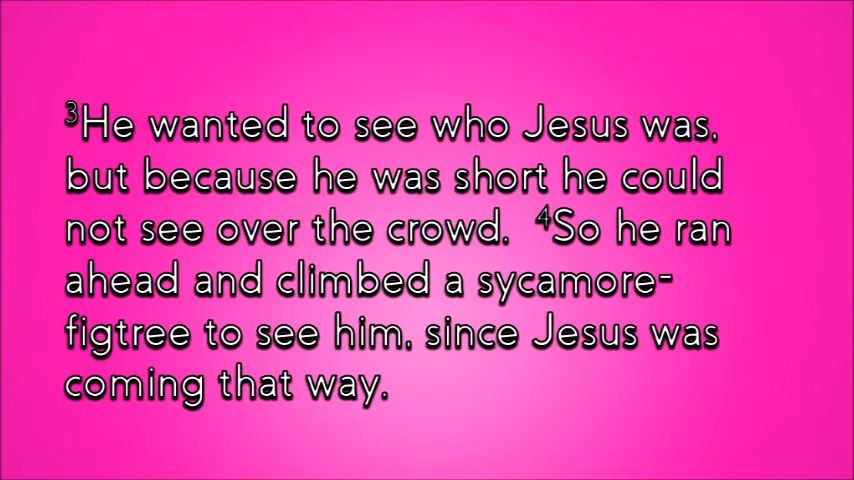 ³He wanted to see who Jesus was,
but because he was short he could
not see over the crowd. ⁴So he ran
ahead and climbed a sycamore-
figtree to see him, since Jesus was
coming that way.